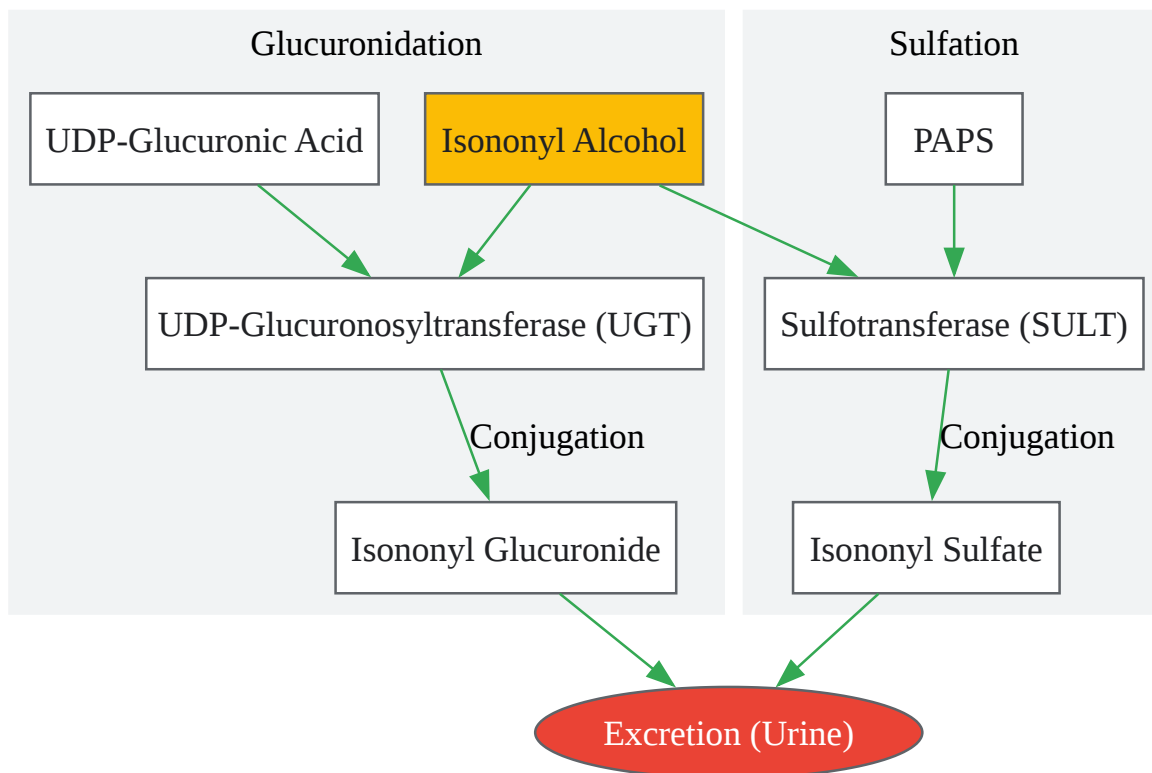 Glucuronidation
Sulfation
UDP-Glucuronic Acid
Isononyl Alcohol
PAPS
UDP-Glucuronosyltransferase (UGT)
Sulfotransferase (SULT)
Conjugation
Conjugation
Isononyl Glucuronide
Isononyl Sulfate
Excretion (Urine)